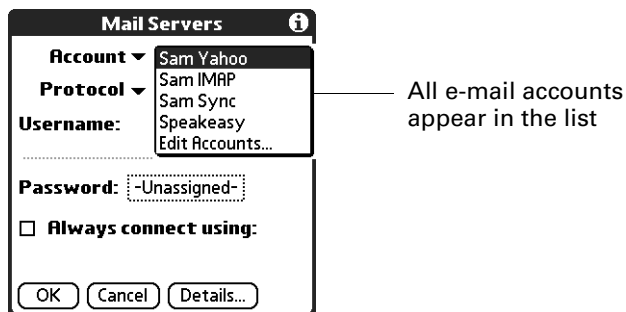 Mail Servers
Account
Sam Yahoo
Sam IMAP
Protocol
Sam Sync
Username:
Speakeasy
Edit Accounts...
All e-mail accounts
appear in the list
Password: -Unassigned-
Always connect using:
OK Cancel Details...